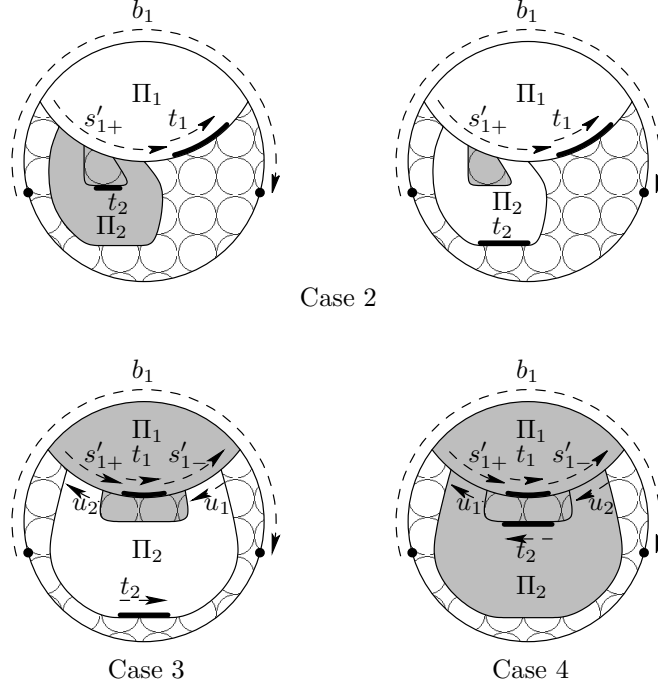 b₁ b₁
Π₁ Π₁
s′₁₊ t₁ s′₁₊ t₁
t₂ Π₂
Π₂ t₂
Case 2
b₁ b₁
Π₁ Π₁
s′₁₊ t₁ s′₁₋ s′₁₊ t₁ s′₁₋
u₂ u₁ u₁ u₂
Π₂ t₂
t₂ Π₂
Case 3 Case 4